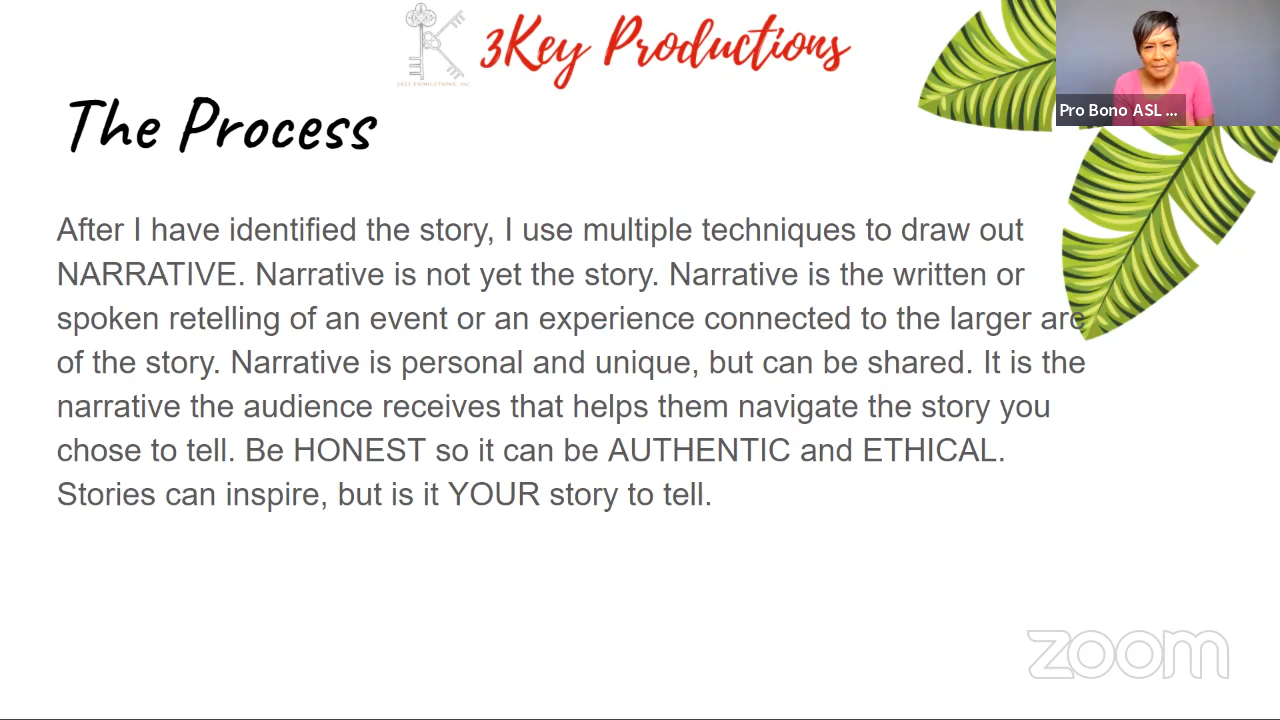 3Key Productions
3KEY PRODUCTIONS, INC
Pro Bono ASL ...
The Process
After I have identified the story, I use multiple techniques to draw out
NARRATIVE. Narrative is not yet the story. Narrative is the written or
spoken retelling of an event or an experience connected to the larger arc
of the story. Narrative is personal and unique, but can be shared. It is the
narrative the audience receives that helps them navigate the story you
chose to tell. Be HONEST so it can be AUTHENTIC and ETHICAL.
Stories can inspire, but is it YOUR story to tell.
zoom